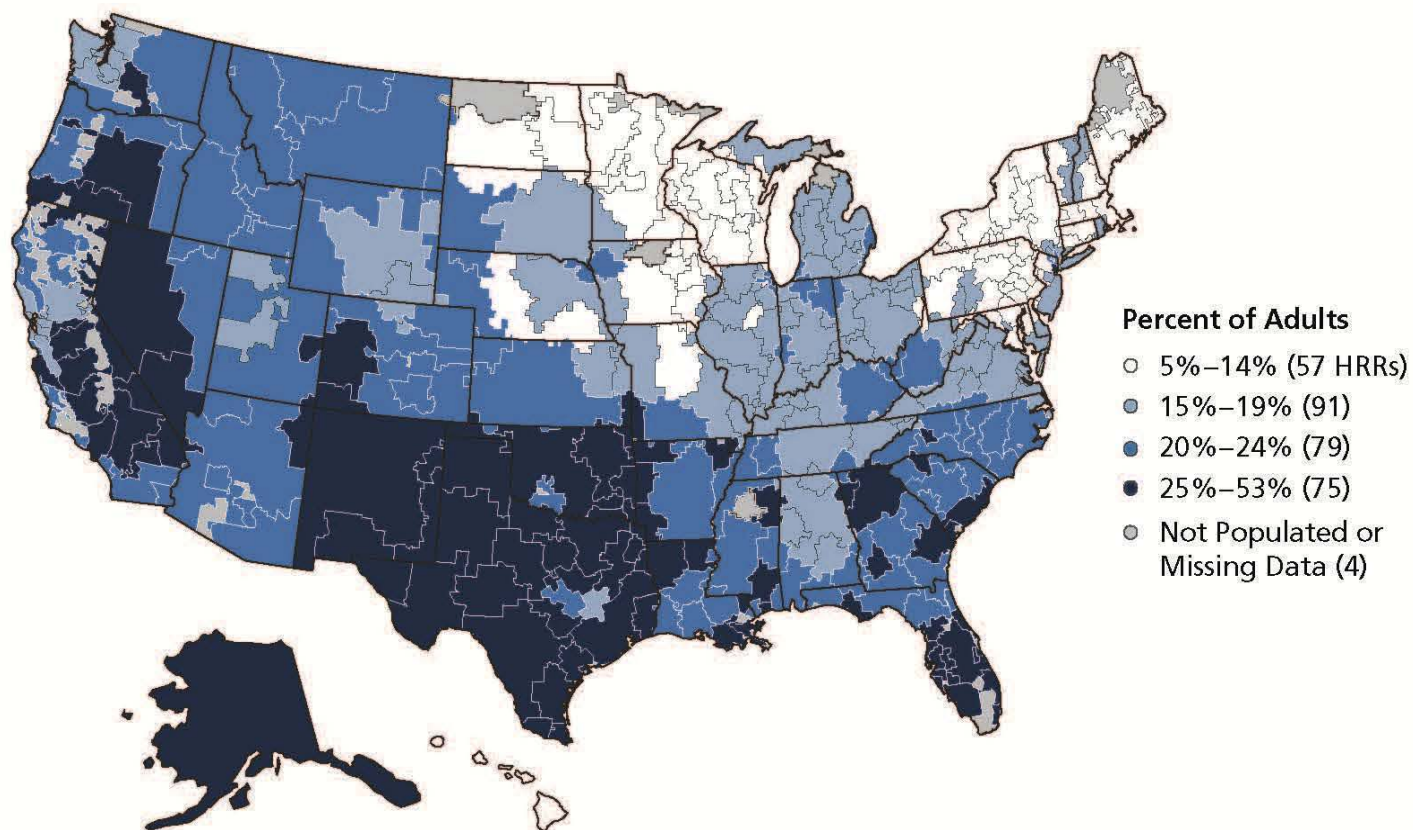 Percent of Adults
5%–14% (57 HRRs)
15%–19% (91)
20%–24% (79)
25%–53% (75)
Not Populated or
Missing Data (4)